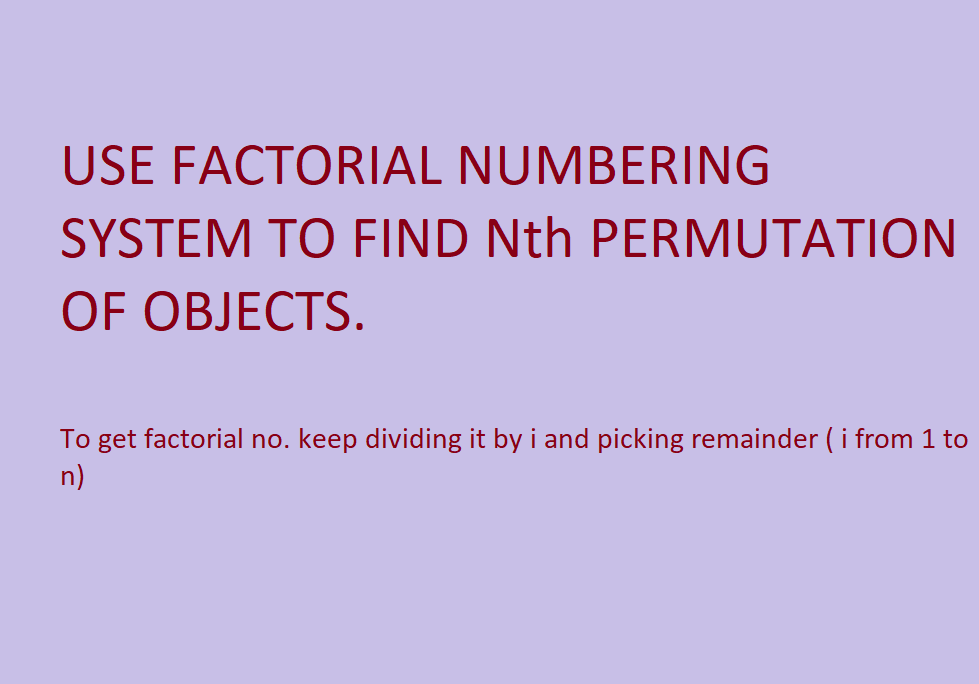 USE FACTORIAL NUMBERING
SYSTEM TO FIND Nth PERMUTATION
OF OBJECTS.
To get factorial no. keep dividing it by i and picking remainder ( i from 1 to
n)